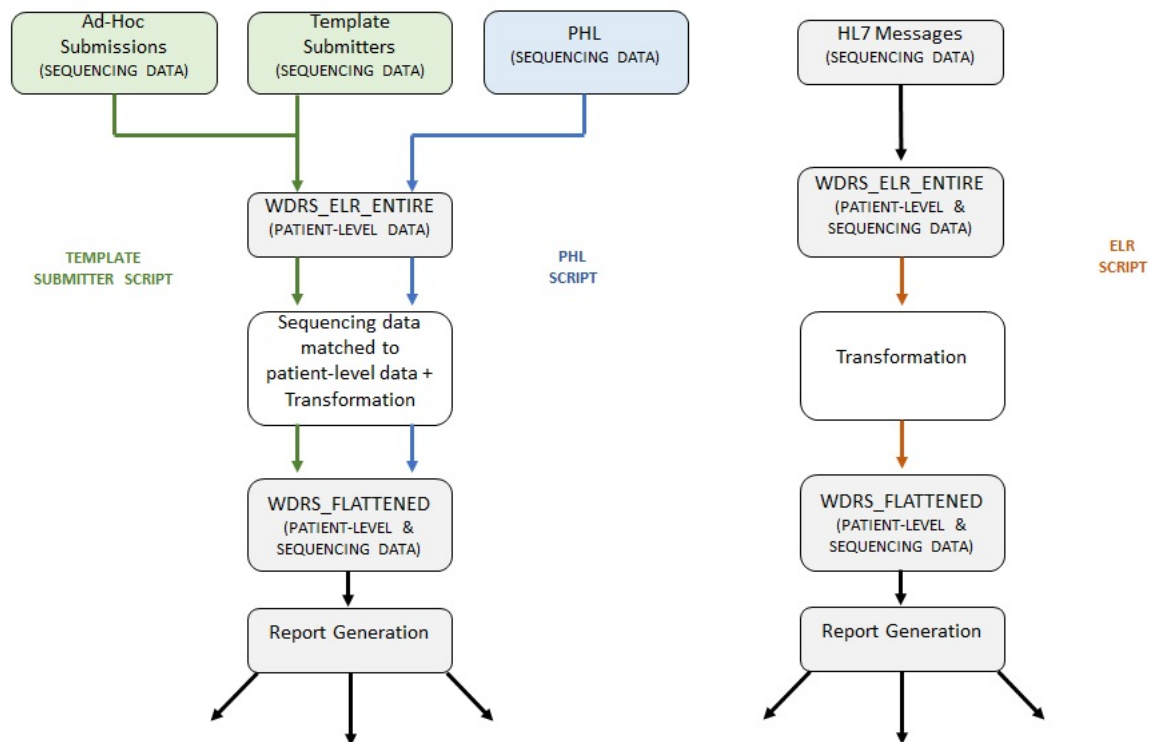 Ad-Hoc
Submissions
(SEQUENCING DATA)
Template
Submitters
(SEQUENCING DATA)
PHL
(SEQUENCING DATA)
HL7 Messages
(SEQUENCING DATA)
WDRS_ELR_ENTIRE
(PATIENT-LEVEL DATA)
WDRS_ELR_ENTIRE
(PATIENT-LEVEL &
SEQUENCING DATA)
TEMPLATE
SUBMITTER SCRIPT
PHL
SCRIPT
ELR
SCRIPT
Sequencing data
matched to
patient-level data +
Transformation
Transformation
WDRS_FLATTENED
(PATIENT-LEVEL &
SEQUENCING DATA)
WDRS_FLATTENED
(PATIENT-LEVEL &
SEQUENCING DATA)
Report Generation
Report Generation